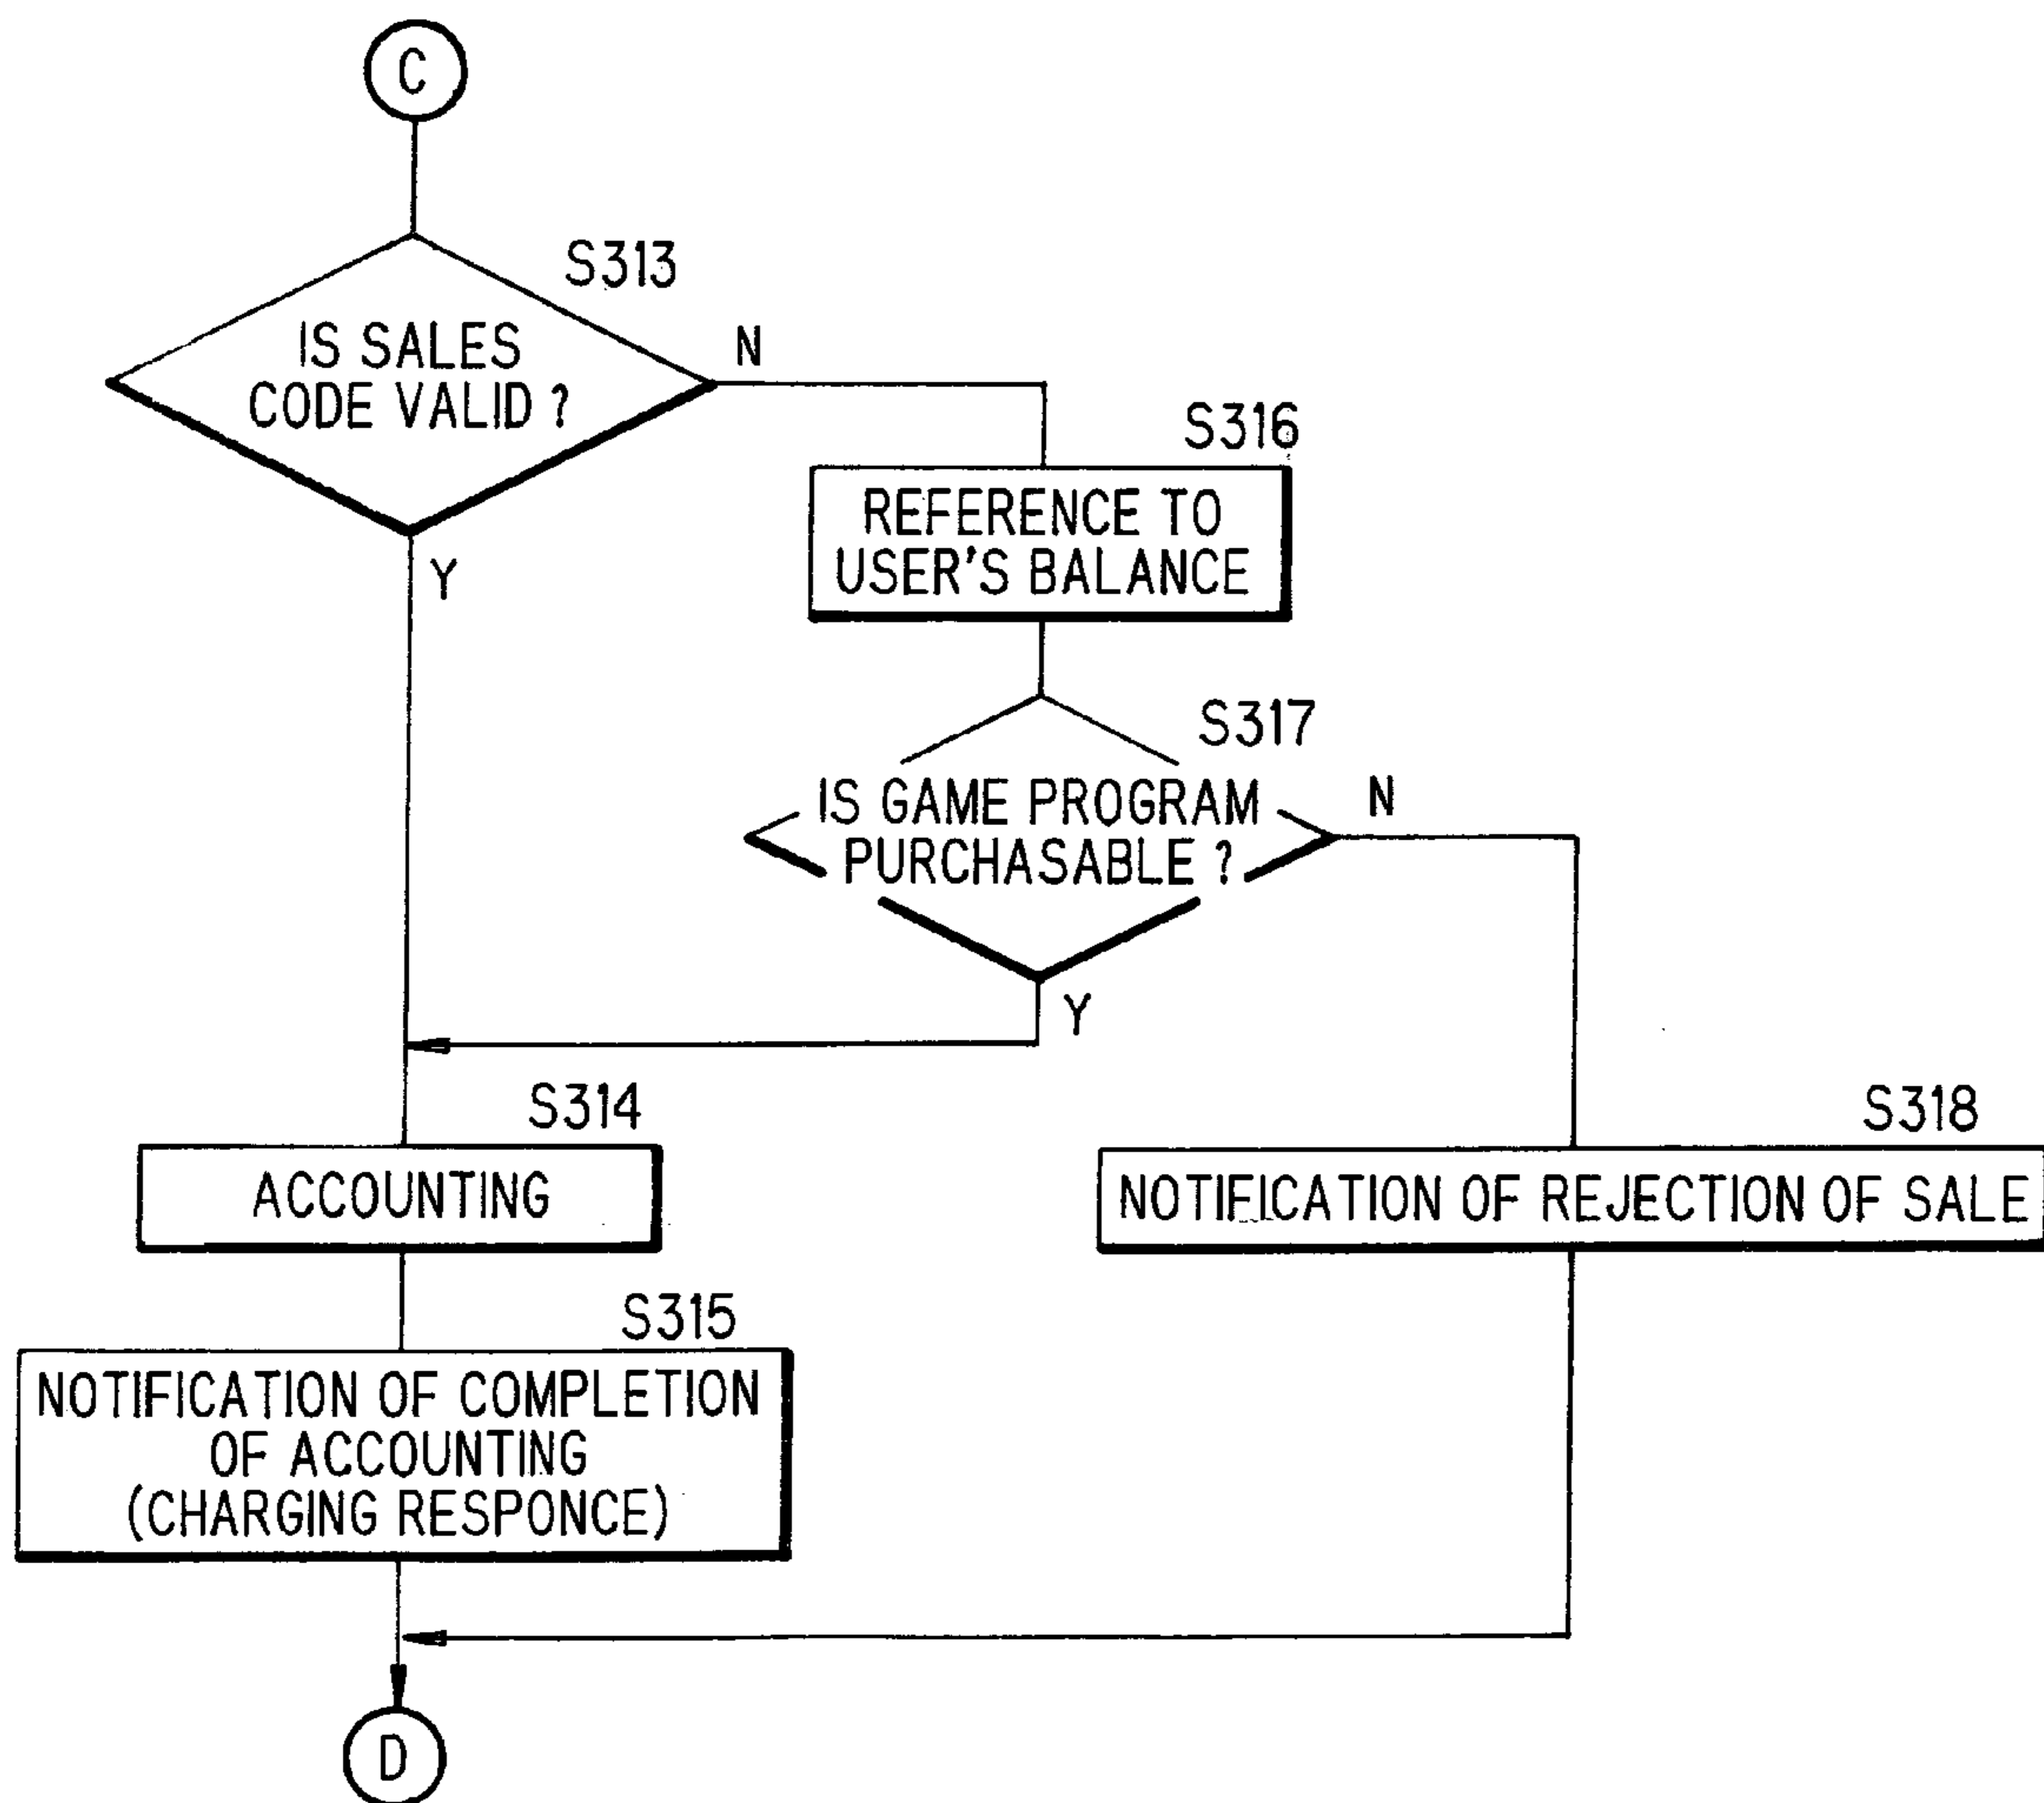 C
S313
IS SALES
CODE VALID ?
N
Y
S316
REFERENCE TO
USER'S BALANCE
S317
IS GAME PROGRAM
PURCHASABLE ?
N
Y
S314
ACCOUNTING
S318
NOTIFICATION OF REJECTION OF SALE
S315
NOTIFICATION OF COMPLETION
OF ACCOUNTING
(CHARGING RESPONCE)
D